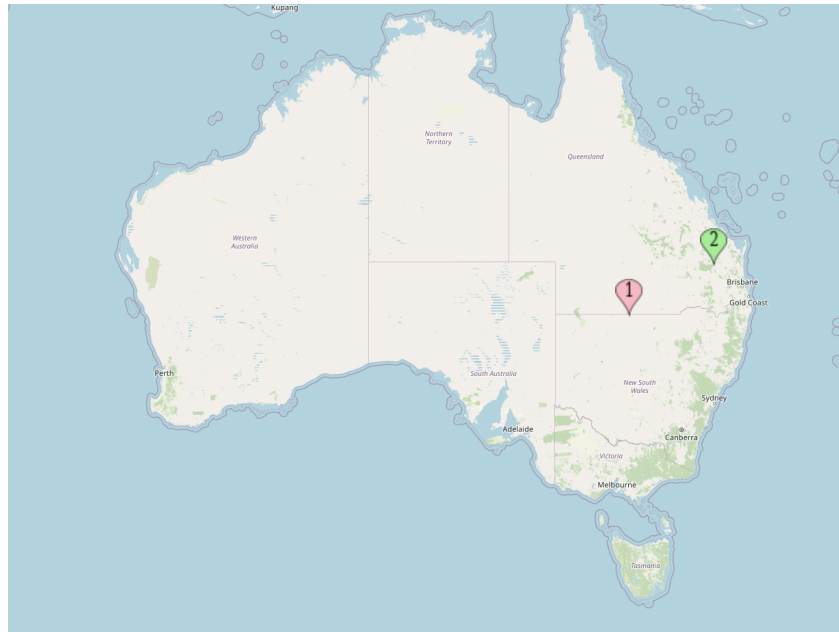 Kupang
Northern
Territory
Queensland
2
Western
Australia
Brisbane
1
Gold Coast
Perth
South Australia
New South
Wales
Sydney
Adelaide
Canberra
Victoria
Melbourne
Tasmania